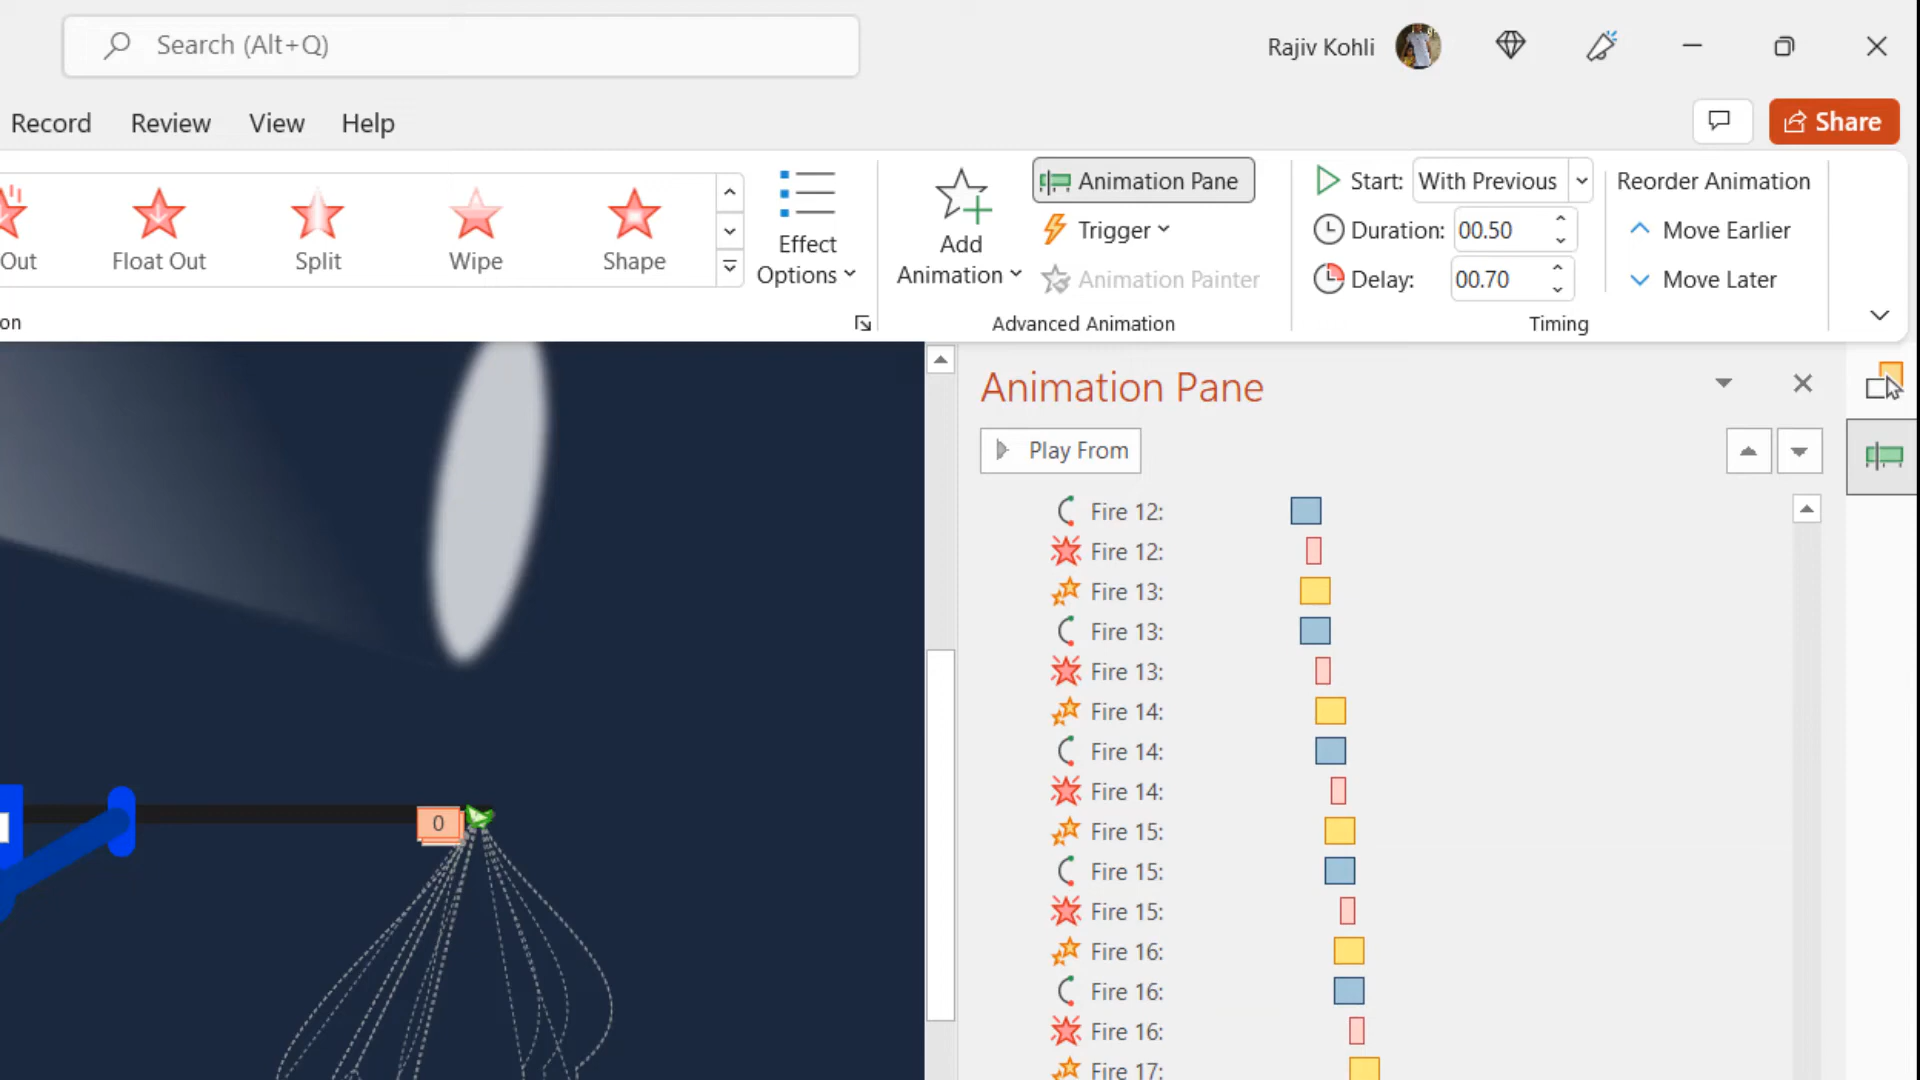 Search (Alt+Q)
Rajiv Kohli
Record Review View Help
Share
Out Float Out Split Wipe Shape
Effect Options
Add Animation
Animation Pane
Trigger
Animation Painter
Advanced Animation
Start: With Previous
Duration: 00.50
Delay: 00.70
Timing
Reorder Animation
Move Earlier
Move Later
on
Animation Pane
Play From
Fire 12:
Fire 12:
Fire 13:
Fire 13:
Fire 13:
Fire 14:
Fire 14:
Fire 14:
Fire 15:
Fire 15:
Fire 15:
Fire 16:
Fire 16:
Fire 16:
Fire 17:
0